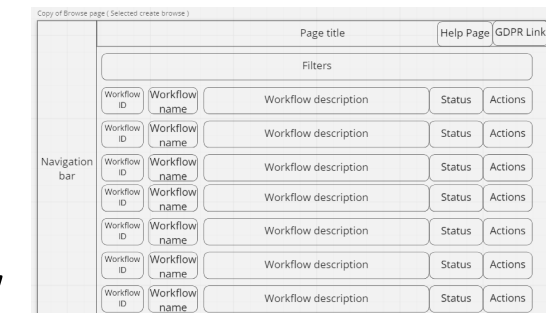 Copy of Browse page ( Selected create browse )
Page title Help Page GDPR Link
Filters
Workflow ID Workflow name Workflow description Status Actions
Workflow ID Workflow name Workflow description Status Actions
Navigation bar
Workflow ID Workflow name Workflow description Status Actions
Workflow ID Workflow name Workflow description Status Actions
Workflow ID Workflow name Workflow description Status Actions
Workflow ID Workflow name Workflow description Status Actions
Workflow ID Workflow name Workflow description Status Actions